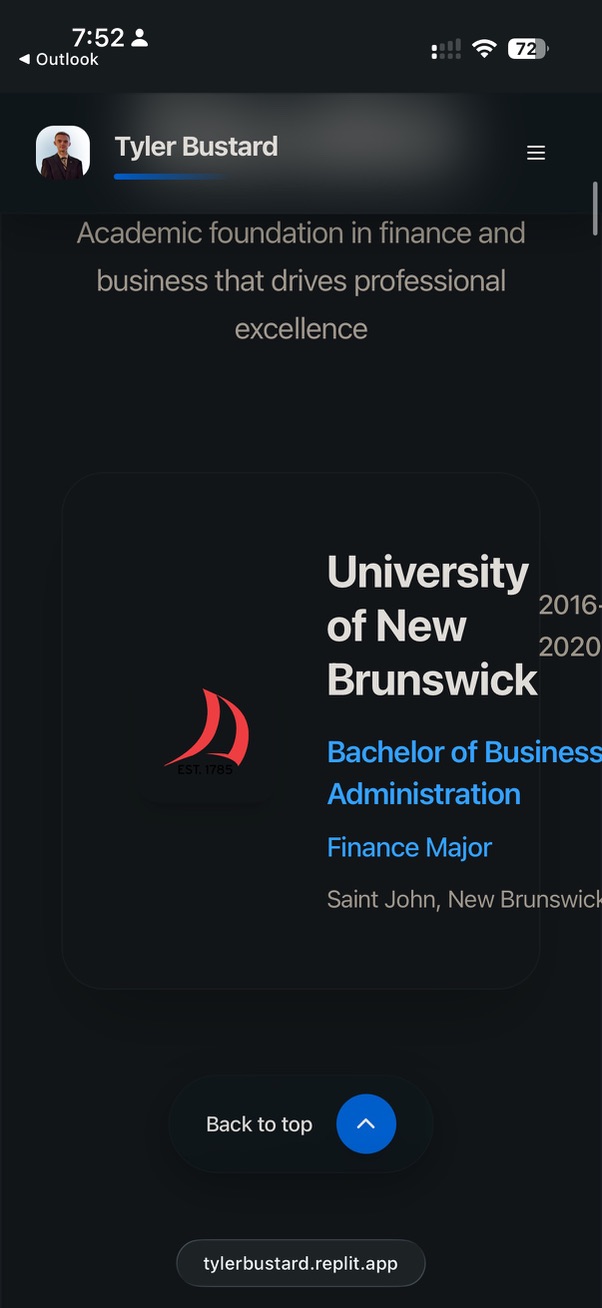 7:52
72
◀ Outlook
Tyler Bustard
Academic foundation in finance and
business that drives professional
excellence
University
of New
Brunswick
2016-
2020
EST. 1785
Bachelor of Business
Administration
Finance Major
Saint John, New Brunswick
Back to top
tylerbustard.replit.app